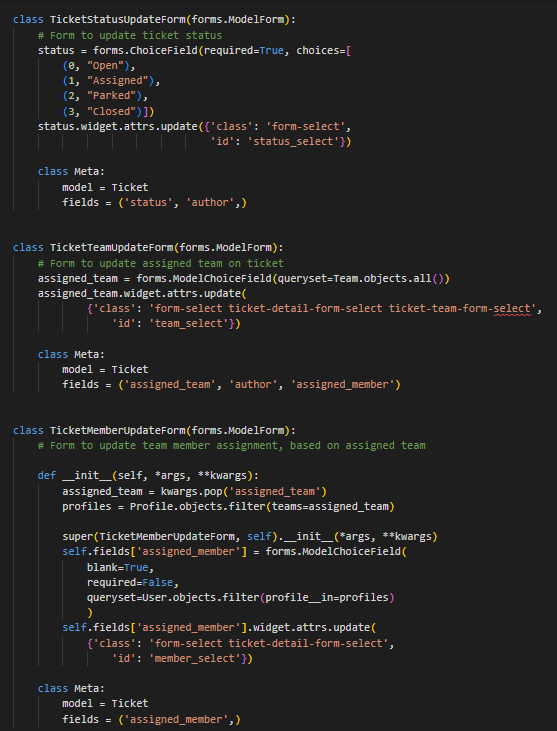 class TicketStatusUpdateForm(forms.ModelForm):
    # Form to update ticket status
    status = forms.ChoiceField(required=True, choices=[
        (0, "Open"),
        (1, "Assigned"),
        (2, "Parked"),
        (3, "Closed")])
    status.widget.attrs.update({'class': 'form-select',
                                'id': 'status_select'})

    class Meta:
        model = Ticket
        fields = ('status', 'author',)


class TicketTeamUpdateForm(forms.ModelForm):
    # Form to update assigned team on ticket
    assigned_team = forms.ModelChoiceField(queryset=Team.objects.all())
    assigned_team.widget.attrs.update(
            {'class': 'form-select ticket-detail-form-select ticket-team-form-select',
                'id': 'team_select'})

    class Meta:
        model = Ticket
        fields = ('assigned_team', 'author', 'assigned_member')


class TicketMemberUpdateForm(forms.ModelForm):
    # Form to update team member assignment, based on assigned team

    def __init__(self, *args, **kwargs):
        assigned_team = kwargs.pop('assigned_team')
        profiles = Profile.objects.filter(teams=assigned_team)

        super(TicketMemberUpdateForm, self).__init__(*args, **kwargs)
        self.fields['assigned_member'] = forms.ModelChoiceField(
            blank=True,
            required=False,
            queryset=User.objects.filter(profile__in=profiles)
            )
        self.fields['assigned_member'].widget.attrs.update(
            {'class': 'form-select ticket-detail-form-select',
                'id': 'member_select'})

    class Meta:
        model = Ticket
        fields = ('assigned_member',)